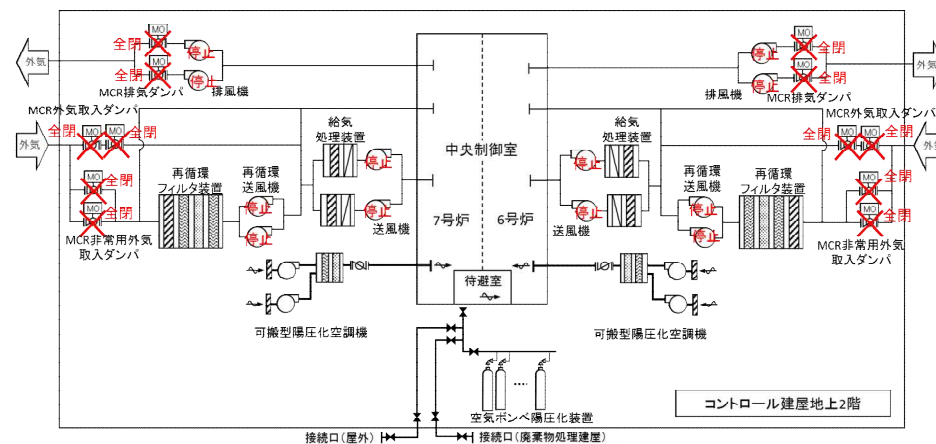 MO
全閉
停止
外気
MO
全閉
停止
MCR排気ダンパ
排風機
MCR外気取入ダンパ
外気
全閉
MO
MO
全閉
MO
全閉
MO
全閉
MCR非常用外気
取入ダンパ
再循環
フィルタ装置
再循環
送風機
停止
停止
給気
処理装置
停止
停止
送風機
中央制御室
7号炉
6号炉
待避室
停止
MO
全閉
外気
停止
MO
全閉
排風機
MCR排気ダンパ
MCR外気取入ダンパ
全閉
MO
MO
全閉
外気
給気
処理装置
停止
停止
送風機
再循環
送風機
停止
停止
再循環
フィルタ装置
MO
全閉
MO
全閉
MCR非常用外気
取入ダンパ
可搬型陽圧化空調機
可搬型陽圧化空調機
空気ボンベ陽圧化装置
接続口(屋外)
接続口(廃棄物処理建屋)
コントロール建屋地上2階